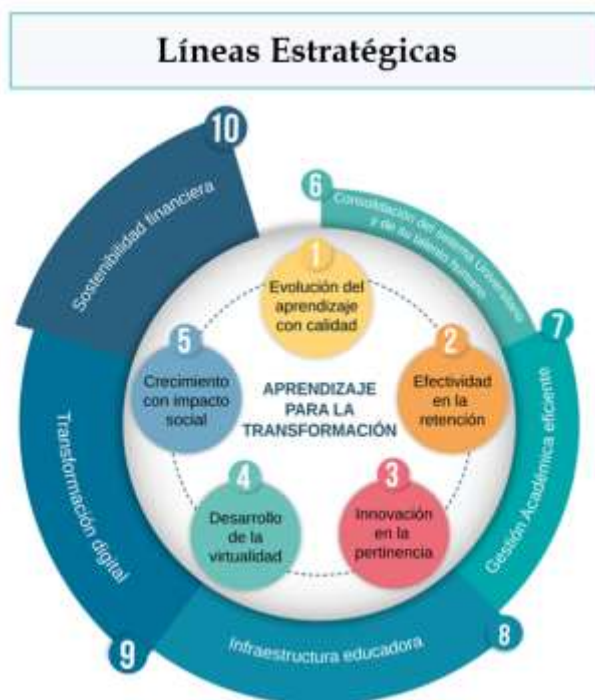 Líneas Estratégicas
1
Evolución del
aprendizaje
con calidad
2
Efectividad
en la
retención
3
Innovación
en la
pertinencia
4
Desarrollo
de la
virtualidad
5
Crecimiento
con impacto
social
APRENDIZAJE
PARA LA
TRANSFORMACIÓN
6
Consolidación del sistema Universitario
y de su talento humano
7
Gestión Académica eficiente
8
Infraestructura educadora
9
Transformación digital
10
Sostenibilidad financiera